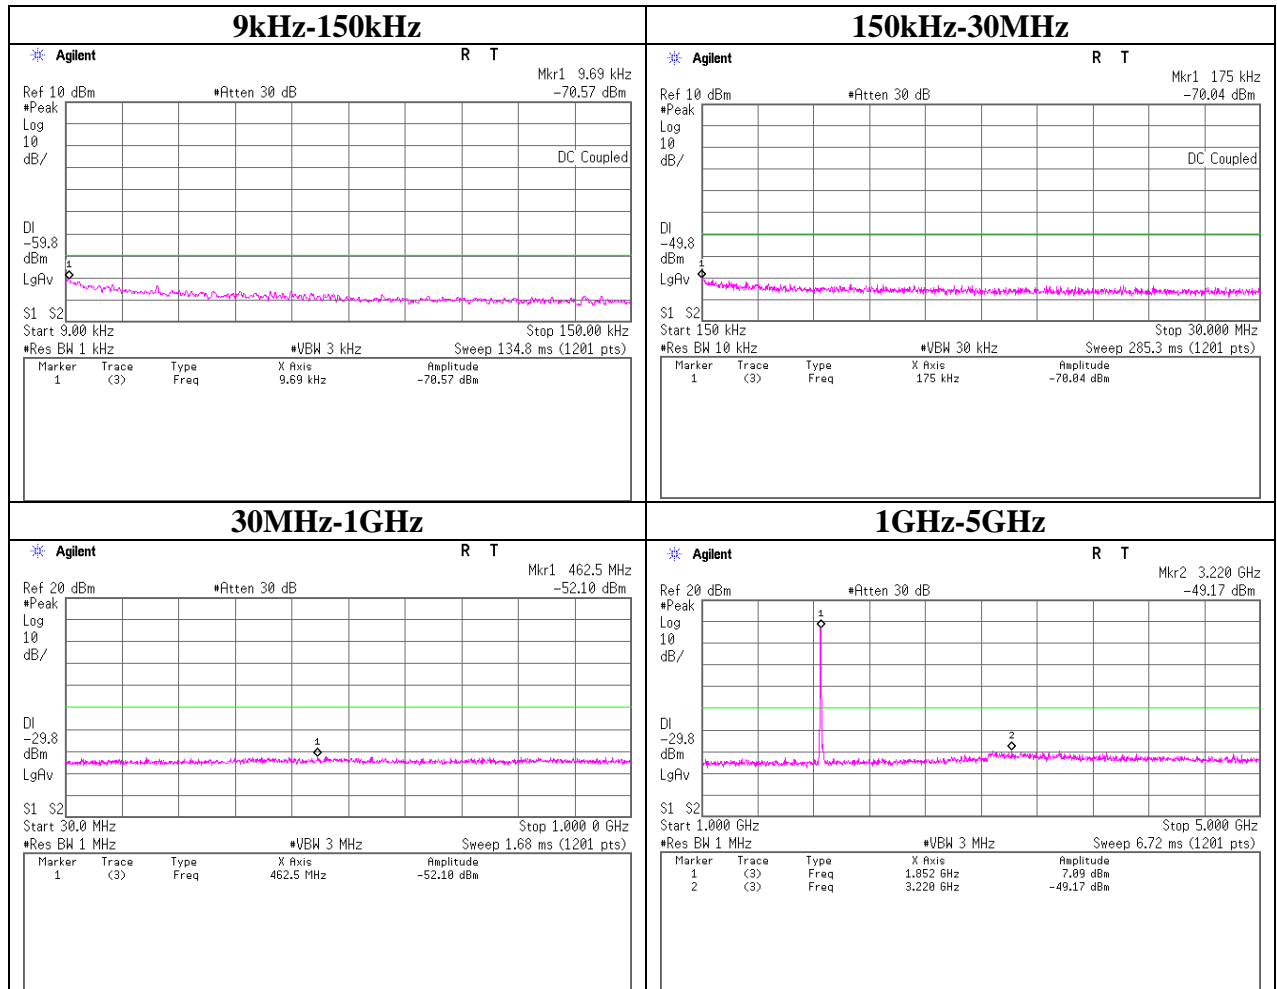 9kHz-150kHz
Agilent R T
Mkr1 9.69 kHz
Ref 10 dBm #Atten 30 dB -70.57 dBm
#Peak
Log
10
dB/
DC Coupled
DI
-59.8
dBm
LgAv
1
S1 S2
Start 9.00 kHz Stop 150.00 kHz
#Res BW 1 kHz #VBW 3 kHz Sweep 134.8 ms (1201 pts)
Marker Trace Type X Axis Amplitude
1 (3) Freq 9.69 kHz -70.57 dBm
150kHz-30MHz
Agilent R T
Mkr1 175 kHz
Ref 10 dBm #Atten 30 dB -70.04 dBm
#Peak
Log
10
dB/
DC Coupled
DI
-49.8
dBm
LgAv
1
S1 S2
Start 150 kHz Stop 30.000 MHz
#Res BW 10 kHz #VBW 30 kHz Sweep 285.3 ms (1201 pts)
Marker Trace Type X Axis Amplitude
1 (3) Freq 175 kHz -70.04 dBm
30MHz-1GHz
Agilent R T
Mkr1 462.5 MHz
Ref 20 dBm #Atten 30 dB -52.10 dBm
#Peak
Log
10
dB/
DI
-29.8
dBm
LgAv
1
S1 S2
Start 30.0 MHz Stop 1.000 0 GHz
#Res BW 1 MHz #VBW 3 MHz Sweep 1.68 ms (1201 pts)
Marker Trace Type X Axis Amplitude
1 (3) Freq 462.5 MHz -52.10 dBm
1GHz-5GHz
Agilent R T
Mkr2 3.220 GHz
Ref 20 dBm #Atten 30 dB -49.17 dBm
#Peak
1
Log
10
dB/
DI
-29.8
2
dBm
LgAv
S1 S2
Start 1.000 GHz Stop 5.000 GHz
#Res BW 1 MHz #VBW 3 MHz Sweep 6.72 ms (1201 pts)
Marker Trace Type X Axis Amplitude
1 (3) Freq 1.852 GHz 7.09 dBm
2 (3) Freq 3.220 GHz -49.17 dBm